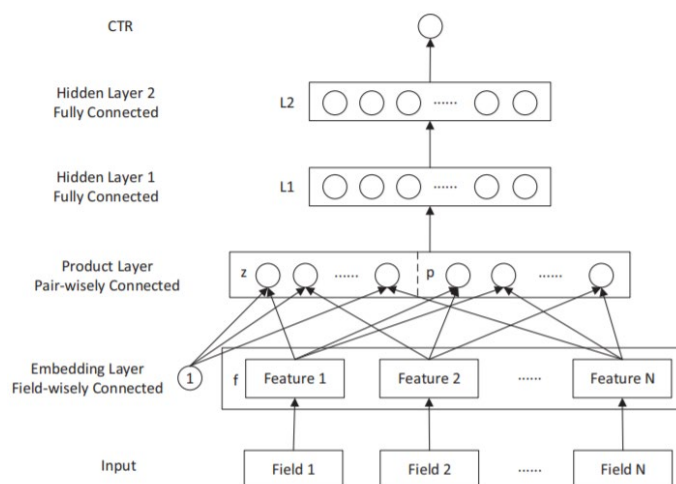 CTR
Hidden Layer 2
Fully Connected
L2
......
Hidden Layer 1
Fully Connected
L1
......
Product Layer
Pair-wisely Connected
z
......
p
......
Embedding Layer
Field-wisely Connected
1
f
Feature 1
Feature 2
......
Feature N
Input
Field 1
Field 2
......
Field N